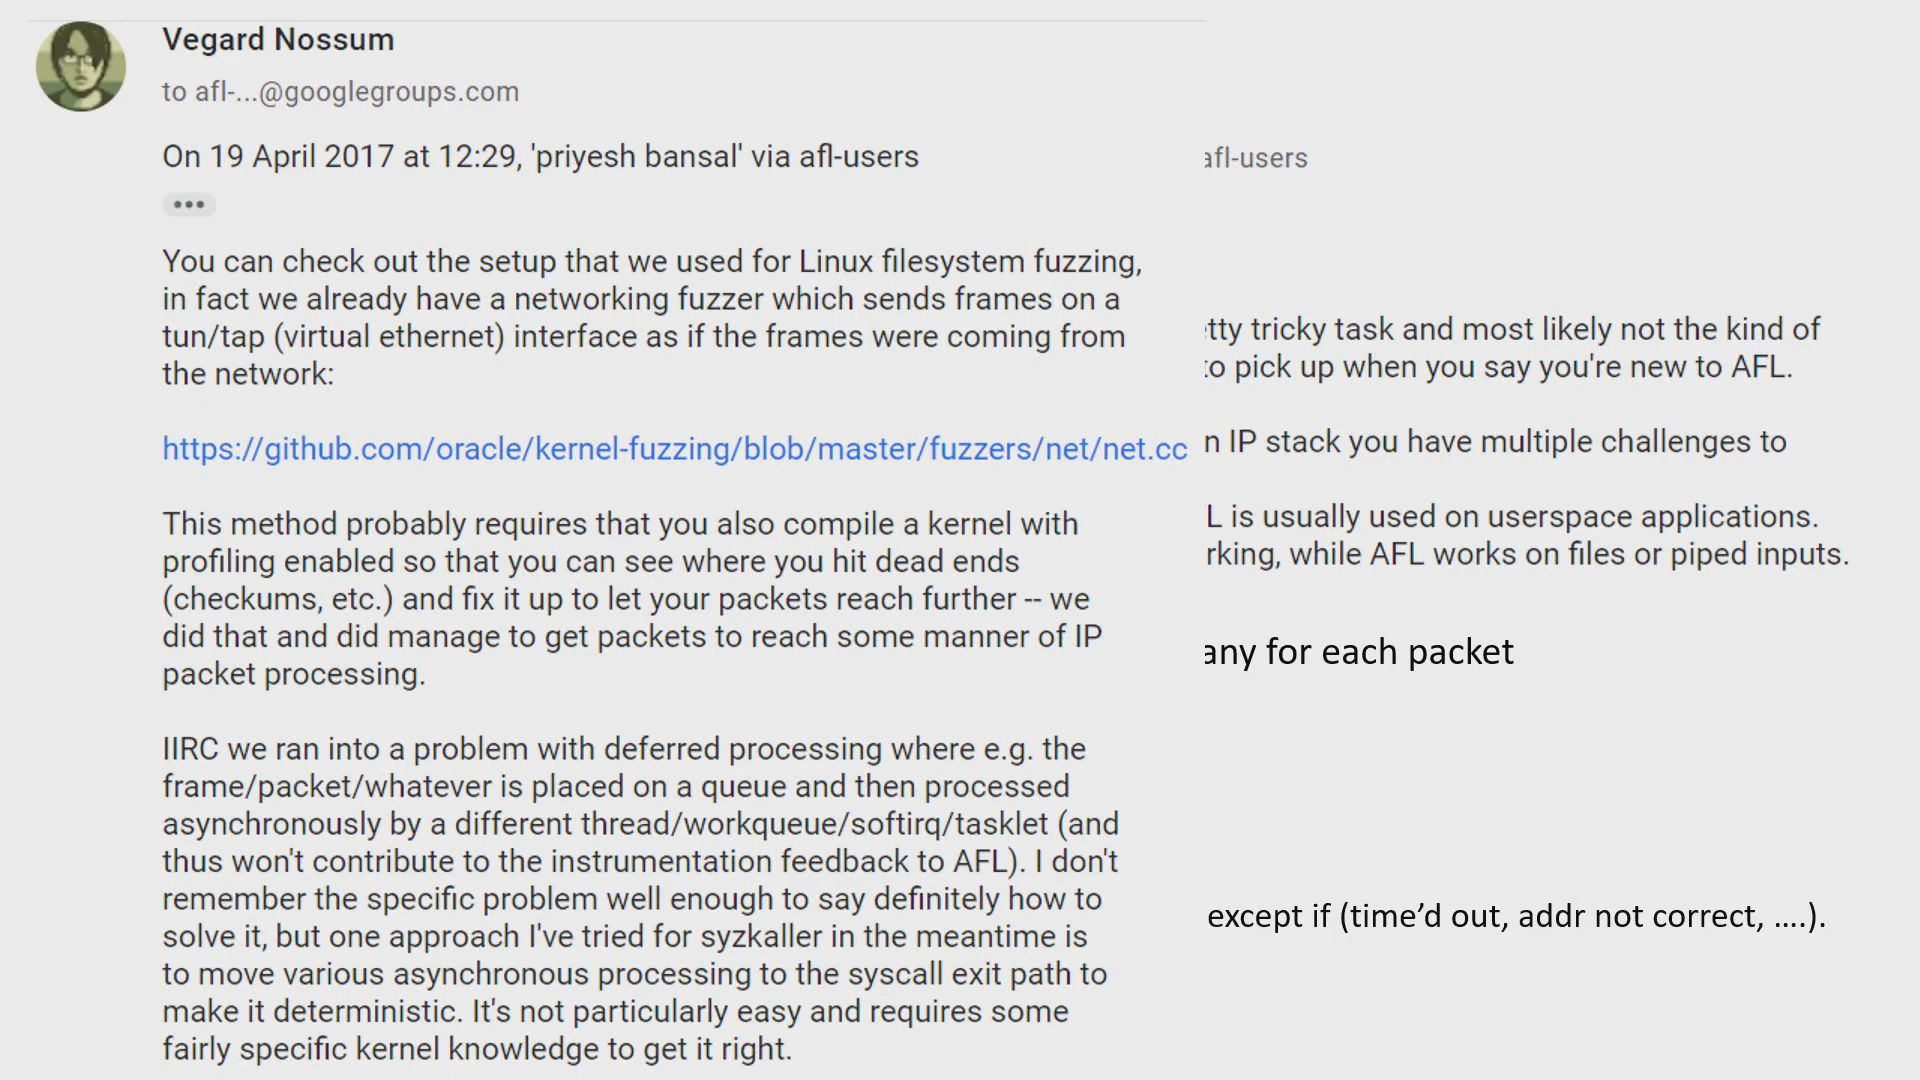 Vegard Nossum
to afl-...@googlegroups.com
On 19 April 2017 at 12:29, 'priyesh bansal' via afl-users
•••
You can check out the setup that we used for Linux filesystem fuzzing,
in fact we already have a networking fuzzer which sends frames on a
tun/tap (virtual ethernet) interface as if the frames were coming from
the network:
https://github.com/oracle/kernel-fuzzing/blob/master/fuzzers/net/net.cc
This method probably requires that you also compile a kernel with
profiling enabled so that you can see where you hit dead ends
(checkums, etc.) and fix it up to let your packets reach further -- we
did that and did manage to get packets to reach some manner of IP
packet processing.
IIRC we ran into a problem with deferred processing where e.g. the
frame/packet/whatever is placed on a queue and then processed
asynchronously by a different thread/workqueue/softirq/tasklet (and
thus won't contribute to the instrumentation feedback to AFL). I don't
remember the specific problem well enough to say definitely how to
solve it, but one approach I've tried for syzkaller in the meantime is
to move various asynchronous processing to the syscall exit path to
make it deterministic. It's not particularly easy and requires some
fairly specific kernel knowledge to get it right.
afl-users
tty tricky task and most likely not the kind of
to pick up when you say you're new to AFL.
n IP stack you have multiple challenges to
L is usually used on userspace applications.
rking, while AFL works on files or piped inputs.
any for each packet
except if (time’d out, addr not correct, ….).